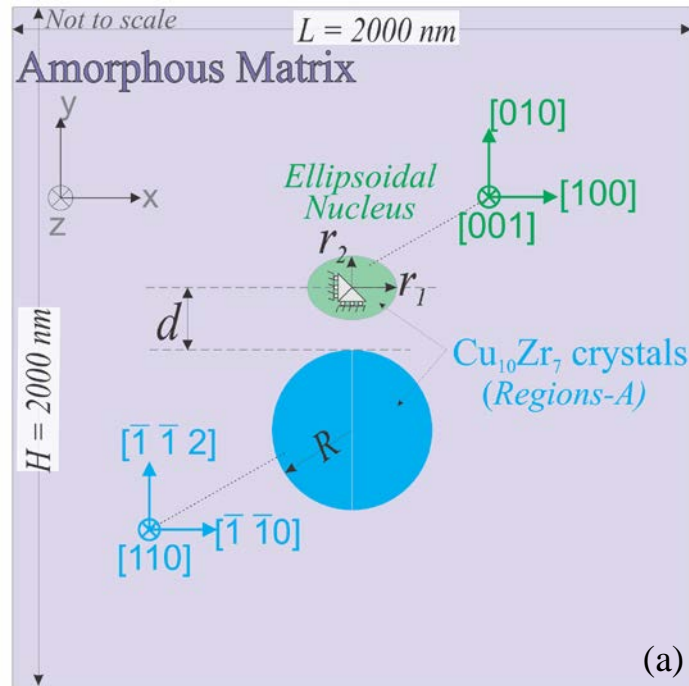 Not to scale
L = 2000 nm
Amorphous Matrix
y
x
z
[010]
[100]
[001]
Ellipsoidal
Nucleus
r₂
r₁
d
H = 2000 nm
Cu₁₀Zr₇ crystals
(Regions-A)
R
[1̅ 1̅ 2]
[1̅ 1̅0]
[110]
(a)